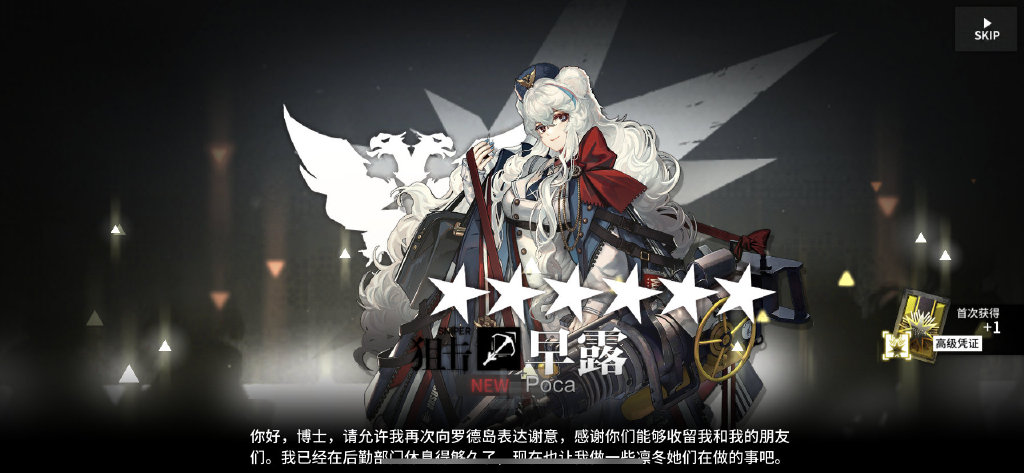 SKIP
首次获得
+1
高级凭证
SNIPER
狙击
早露
NEW
Poca
你好，博士，请允许我再次向罗德岛表达谢意，感谢你们能够收留我和我的朋友
们。我已经在后勤部门休息得够久了，现在也让我做一些凛冬她们在做的事吧。